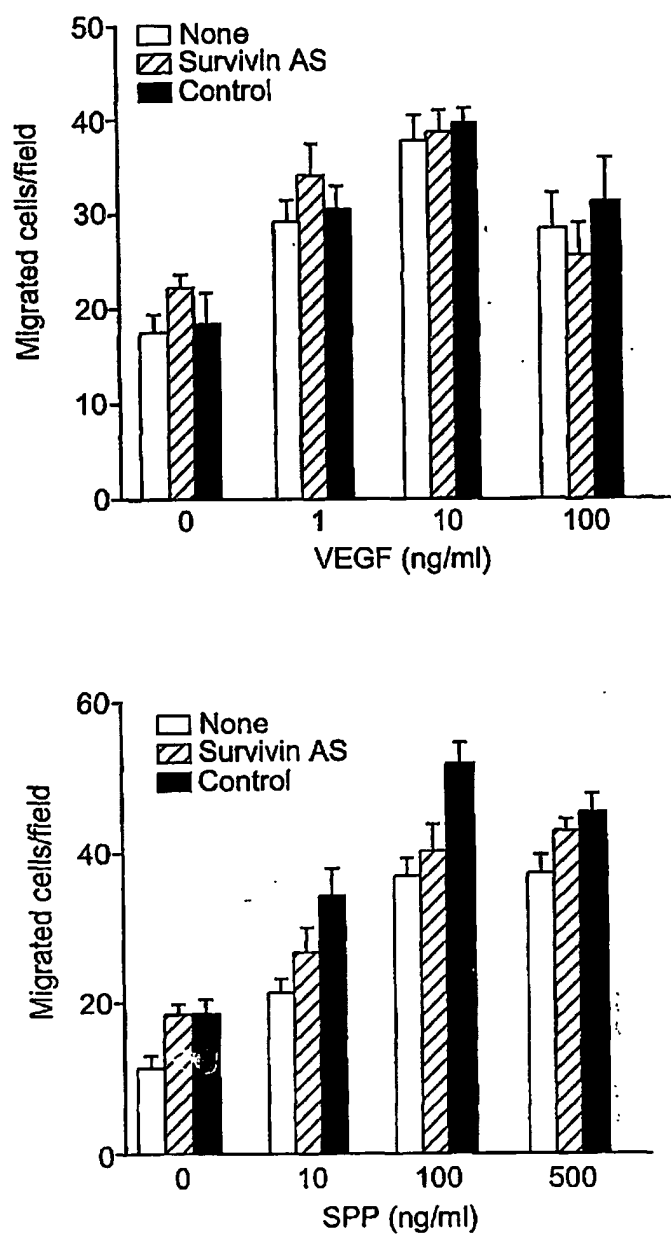 50
None
Survivin AS
Control
40
30
20
10
0
Migrated cells/field
0 1 10 100
VEGF (ng/ml)
60
None
Survivin AS
Control
40
20
0
Migrated cells/field
0 10 100 500
SPP (ng/ml)